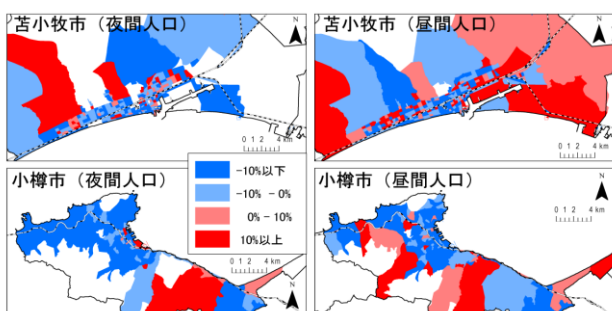 苫小牧市（夜間人口）
N
0 1 2 4 km
苫小牧市（昼間人口）
N
0 1 2 4 km
-10%以下
-10% - 0%
0% - 10%
10%以上
小樽市（夜間人口）
0 1 2 4 km
N
小樽市（昼間人口）
N
0 1 2 4 km